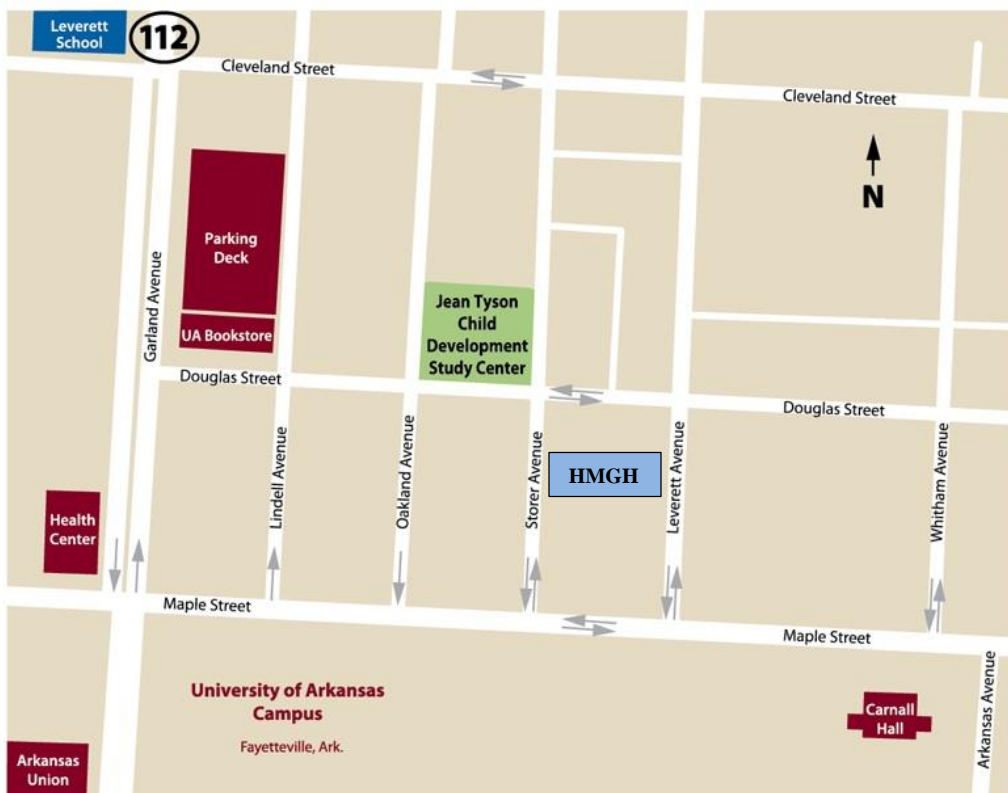 Leverett
School
112
Cleveland Street
Cleveland Street
N
Parking
Deck
UA Bookstore
Garland Avenue
Jean Tyson
Child
Development
Study Center
Douglas Street
Douglas Street
Lindell Avenue
Oakland Avenue
Storer Avenue
HMGH
Leverett Avenue
Whitham Avenue
Health
Center
Maple Street
Maple Street
University of Arkansas
Campus
Fayetteville, Ark.
Carnall
Hall
Arkansas Avenue
Arkansas
Union